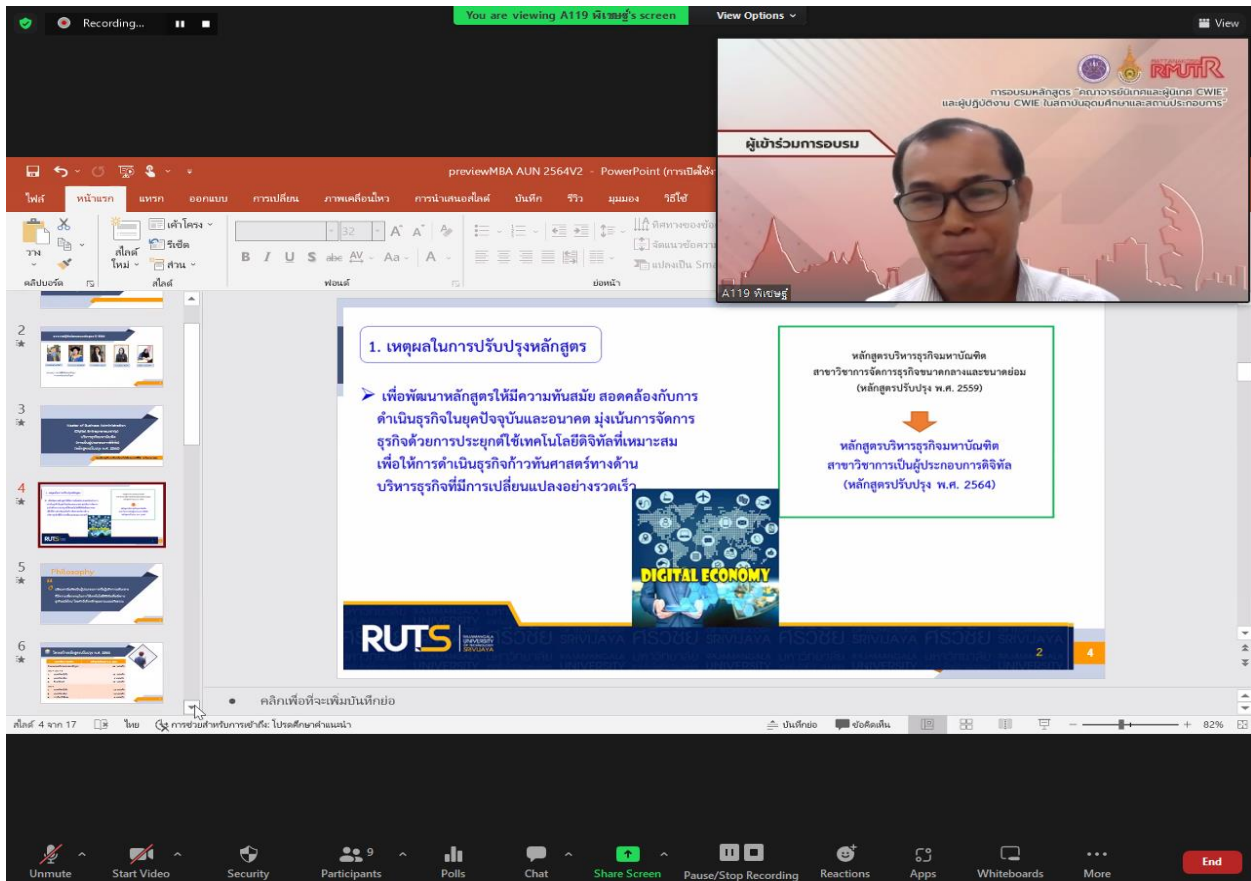 Recording...
You are viewing A119 พิเชษฐ์'s screen
View Options
View
RMUTR
การอบรมหลักสูตร "คณาจารย์นิเทศและผู้นิเทศ CWIE"
และผู้ปฏิบัติงาน CWIE ในสถาบันอุดมศึกษาและสถานประกอบการ"
ผู้เข้าร่วมการอบรม
A119 พิเชษฐ์
previewMBA AUN 2564V2 - PowerPoint
ไฟล์ หน้าแรก แทรก ออกแบบ การเปลี่ยน ภาพเคลื่อนไหว การนำเสนอสไลด์ บันทึก รีวิว มุมมอง วิธีใช้
วาง
คลิปบอร์ด
สไลด์
ใหม่
เค้าโครง
รีเซ็ต
ส่วน
สไลด์
32
B I U S abc AV Aa A
ฟอนต์
ย่อหน้า
1. เหตุผลในการปรับปรุงหลักสูตร
เพื่อพัฒนาหลักสูตรให้มีความทันสมัย สอดคล้องกับการ
ดำเนินธุรกิจในยุคปัจจุบันและอนาคต มุ่งเน้นการจัดการ
ธุรกิจด้วยการประยุกต์ใช้เทคโนโลยีดิจิทัลที่เหมาะสม
เพื่อให้การดำเนินธุรกิจก้าวทันศาสตร์ทางด้าน
บริหารธุรกิจที่มีการเปลี่ยนแปลงอย่างรวดเร็ว
หลักสูตรบริหารธุรกิจมหาบัณฑิต
สาขาวิชาการจัดการธุรกิจขนาดกลางและขนาดย่อม
(หลักสูตรปรับปรุง พ.ศ. 2559)
หลักสูตรบริหารธุรกิจมหาบัณฑิต
สาขาวิชาการเป็นผู้ประกอบการดิจิทัล
(หลักสูตรปรับปรุง พ.ศ. 2564)
DIGITAL ECONOMY
RUTS
RAJAMANGALA
UNIVERSITY
OF TECHNOLOGY
SRIVIJAYA
2
4
2
3
4
5
Philosophy
6
คลิกเพื่อที่จะเพิ่มบันทึกย่อ
สไลด์ 4 จาก 17 ไทย การช่วยสำหรับการเข้าถึง: โปรดศึกษาคำแนะนำ บันทึกย่อ ข้อคิดเห็น 82%
Unmute Start Video Security Participants 9 Polls Chat Share Screen Pause/Stop Recording Reactions Apps Whiteboards More End